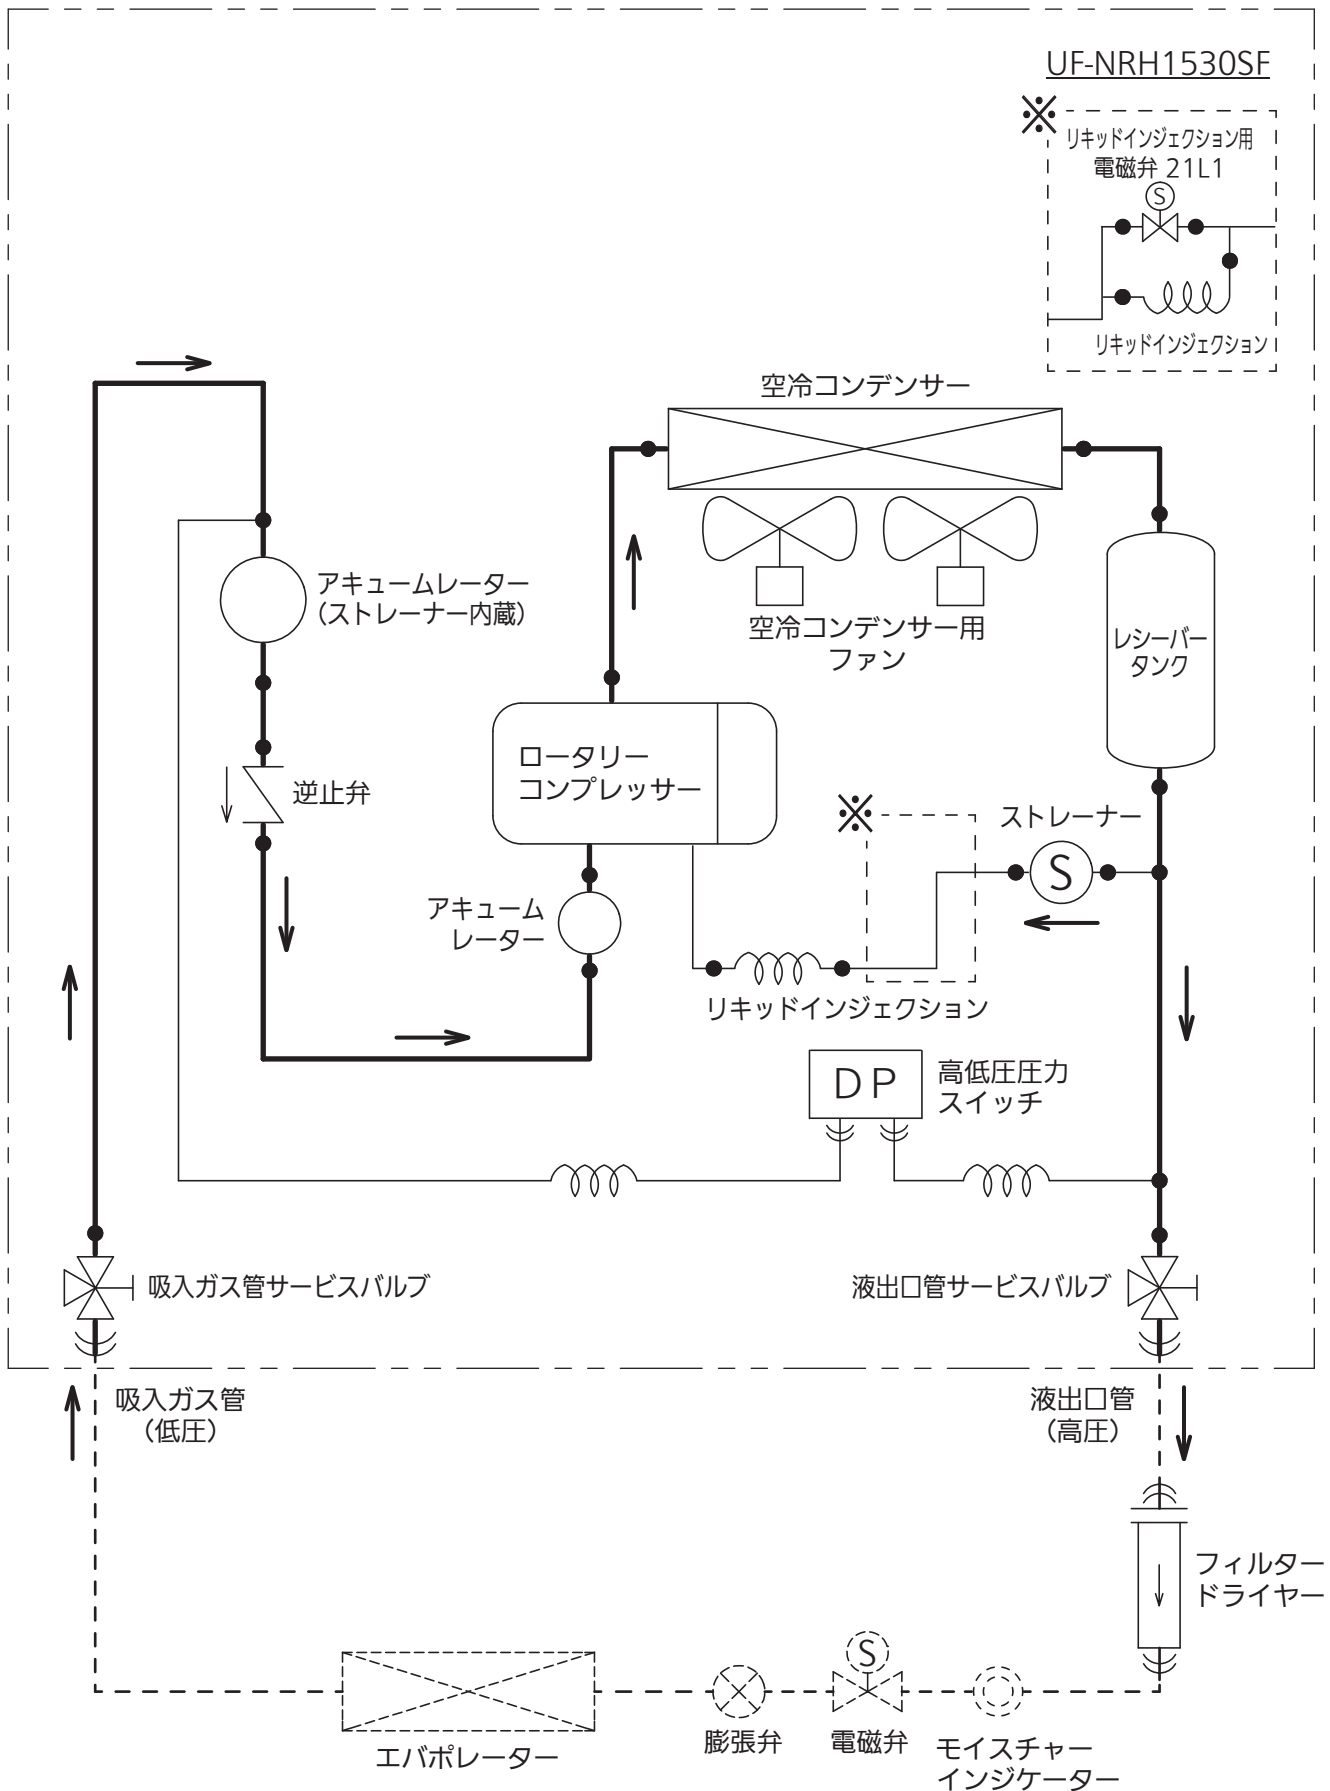 UF-NRH1530SF
※
リキッドインジェクション用
電磁弁 21L1
S
リキッドインジェクション
空冷コンデンサー
アキュームレーター
（ストレーナー内蔵）
空冷コンデンサー用
ファン
レシーバー
タンク
ロータリー
コンプレッサー
逆止弁
※
ストレーナー
S
アキューム
レーター
リキッドインジェクション
DP
高低圧圧力
スイッチ
吸入ガス管サービスバルブ
液出口管サービスバルブ
吸入ガス管
（低圧）
液出口管
（高圧）
フィルター
ドライヤー
S
膨張弁
電磁弁
モイスチャー
インジケーター
エバポレーター